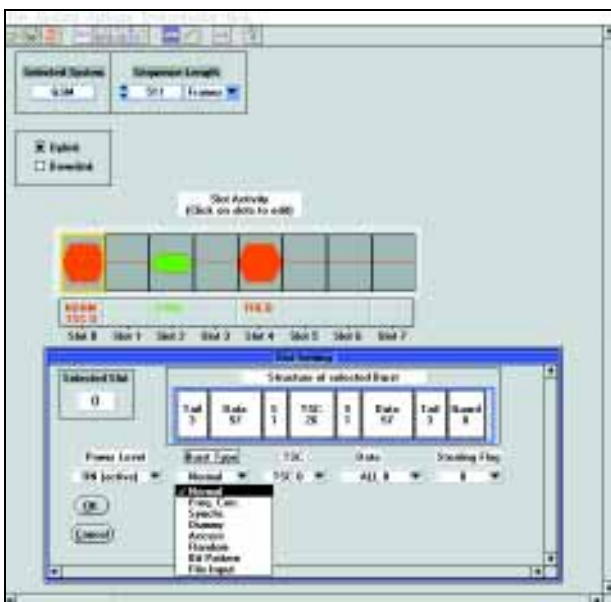 Selected System
GSM
Sequence Length
511 Frames
Uplink
Downlink
Slot Activity
(Click on slots to edit)
NORM
TSC 0
Slot 0 Slot 1 Slot 2 Slot 3 Slot 4 Slot 5 Slot 6 Slot 7
Slot Setting
Selected Slot
0
Structure of selected Burst
Tail 3
Data 57
S 1
TSC 26
S 1
Data 57
Tail 3
Guard 8
Power Level
ON (active)
Burst Type
Normal
TSC
TSC 0
Data
ALL 0
Stealing Flag
0
Normal
Freq. Corr.
Synchr.
Dummy
Access
Random
Bit Pattern
File Input
OK
Cancel